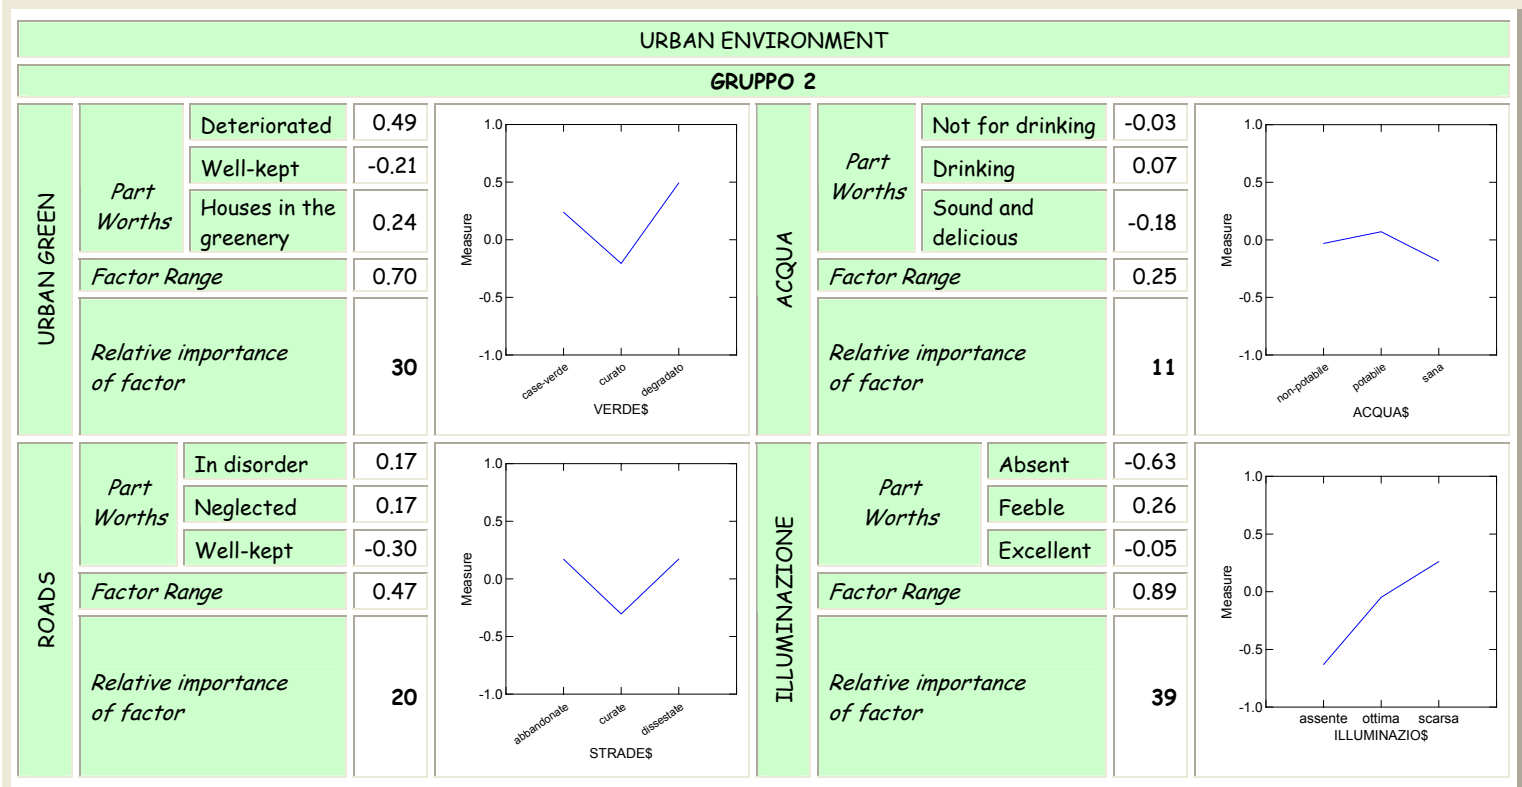 URBAN ENVIRONMENT
GRUPPO 2
URBAN GREEN
Part
Worths
Deteriorated
0.49
Well-kept
-0.21
Houses in the
greenery
0.24
Factor Range
0.70
Relative importance
of factor
30
1.0
0.5
0.0
-0.5
-1.0
Measure
case-verde
curato
degradato
VERDE$
ACQUA
Part
Worths
Not for drinking
-0.03
Drinking
0.07
Sound and
delicious
-0.18
Factor Range
0.25
Relative importance
of factor
11
1.0
0.5
0.0
-0.5
-1.0
Measure
non-potabile
potabile
sana
ACQUA$
ROADS
Part
Worths
In disorder
0.17
Neglected
0.17
Well-kept
-0.30
Factor Range
0.47
Relative importance
of factor
20
1.0
0.5
0.0
-0.5
-1.0
Measure
abbandonate
curate
dissestate
STRADE$
ILLUMINAZIONE
Part
Worths
Absent
-0.63
Feeble
0.26
Excellent
-0.05
Factor Range
0.89
Relative importance
of factor
39
1.0
0.5
0.0
-0.5
-1.0
Measure
assente
ottima
scarsa
ILLUMINAZIO$